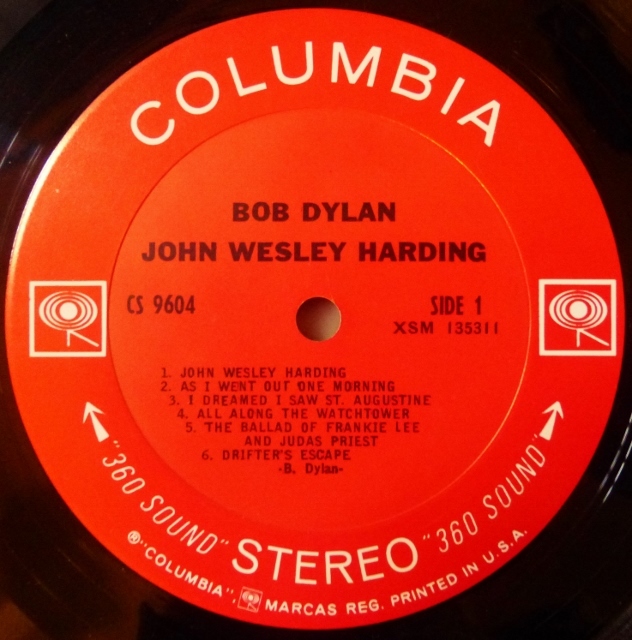 COLUMBIA
BOB DYLAN
JOHN WESLEY HARDING
CS 9604
SIDE 1
XSM 135311
1. JOHN WESLEY HARDING
2. AS I WENT OUT ONE MORNING
3. I DREAMED I SAW ST. AUGUSTINE
4. ALL ALONG THE WATCHTOWER
5. THE BALLAD OF FRANKIE LEE
AND JUDAS PRIEST
6. DRIFTER'S ESCAPE
-B. Dylan-
"360 SOUND" STEREO "360 SOUND"
® "COLUMBIA", MARCAS REG. PRINTED IN U.S.A.